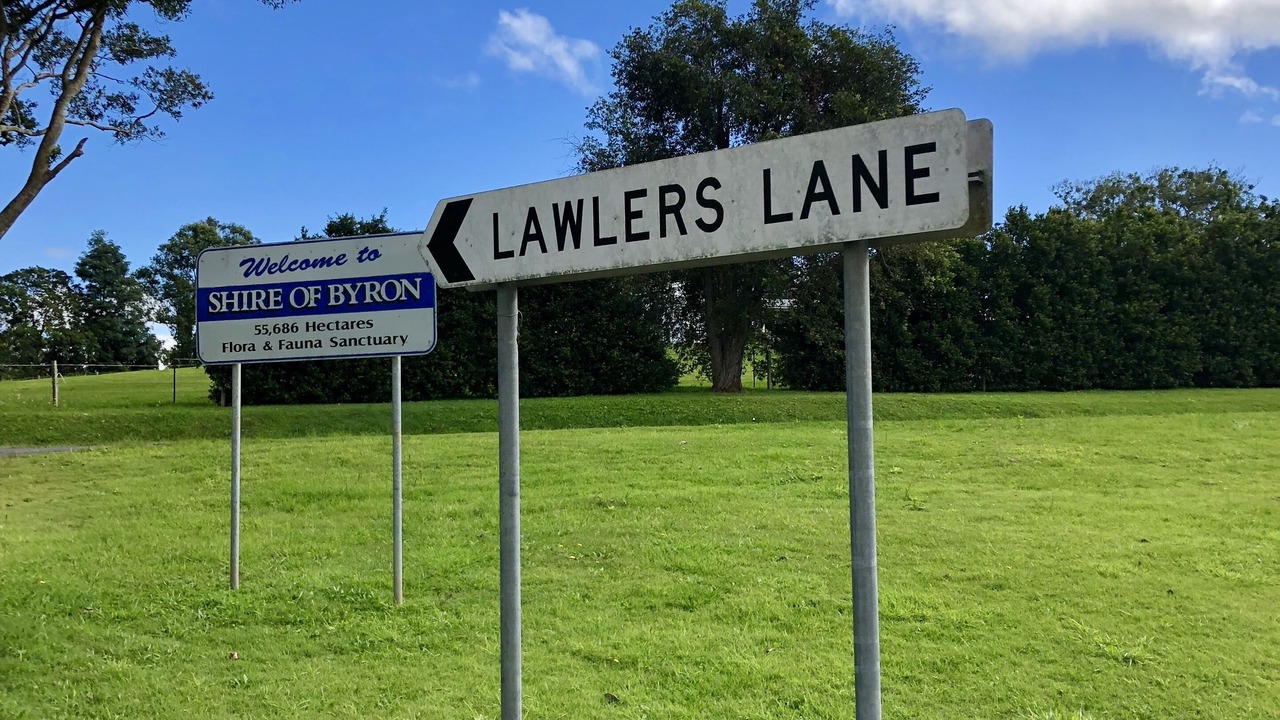 Welcome to
SHIRE OF BYRON
55,686 Hectares
Flora & Fauna Sanctuary
LAWLERS LANE